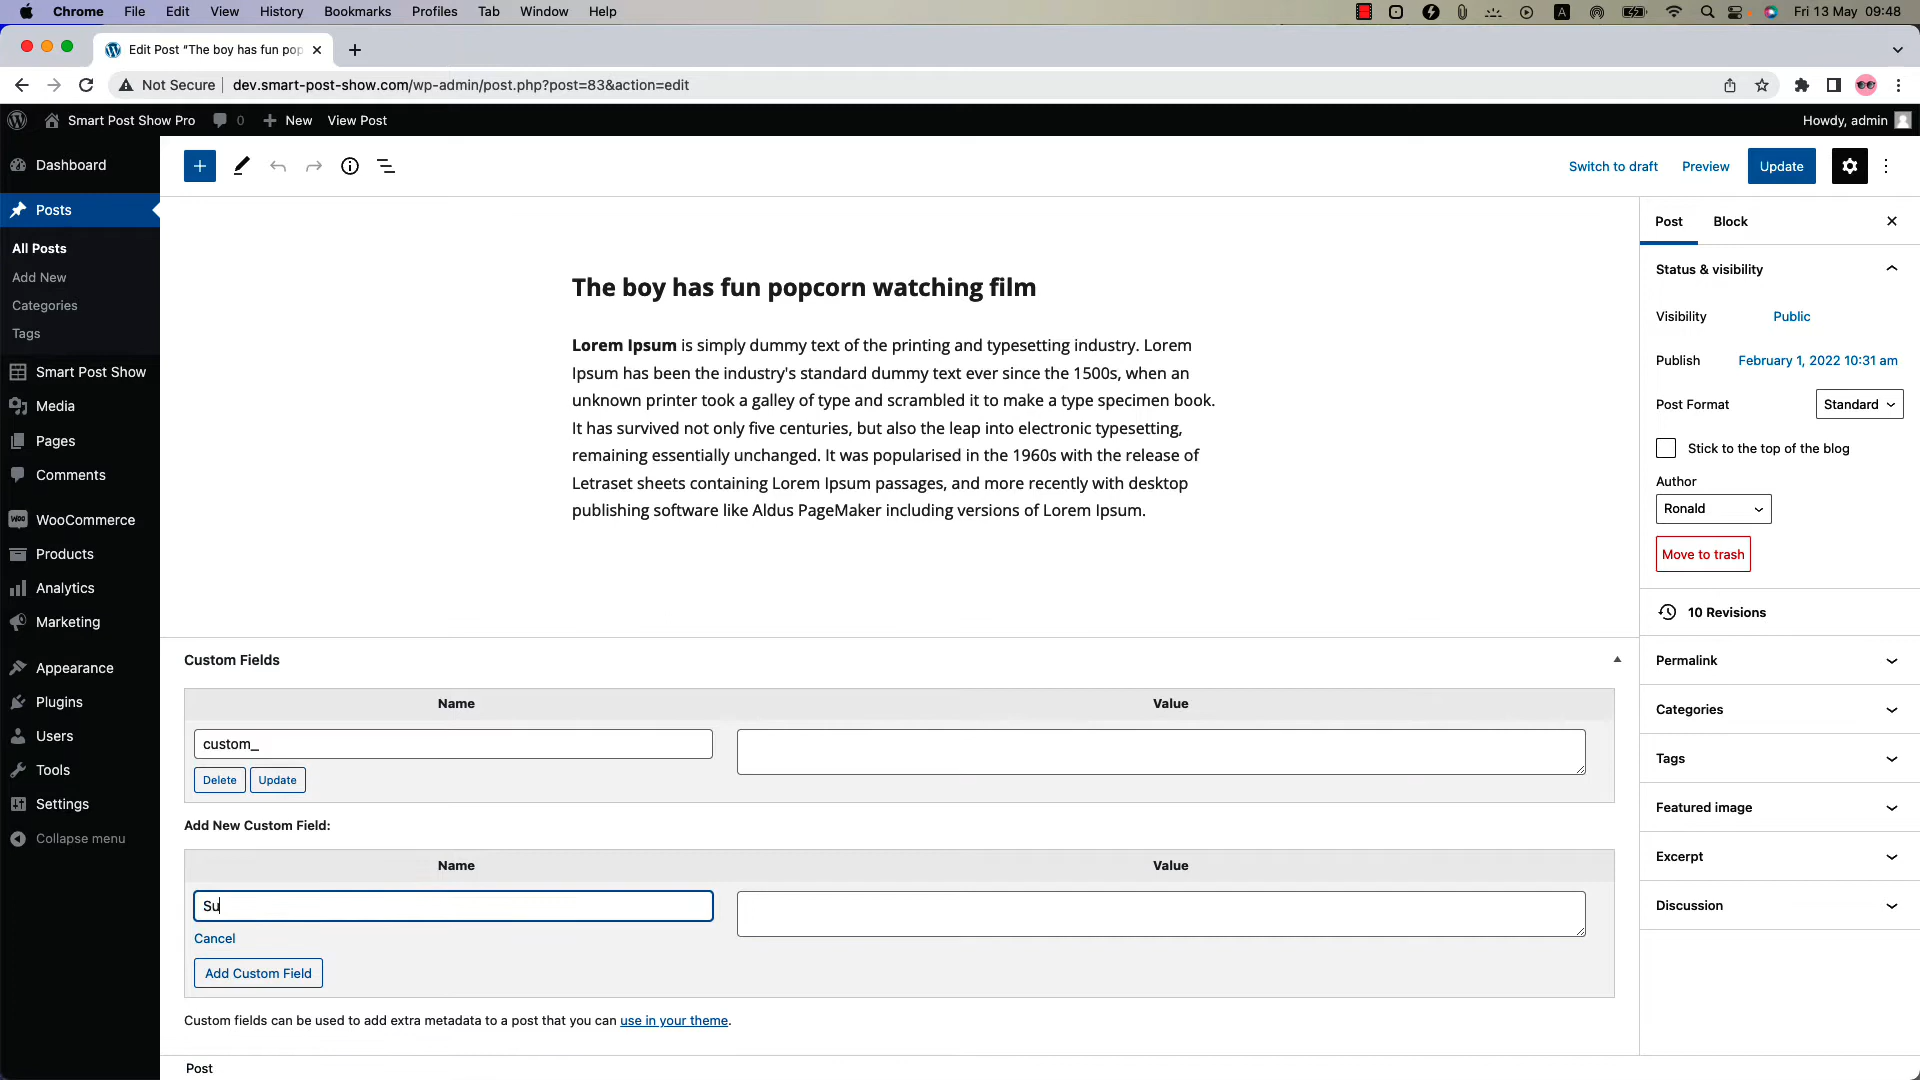 Chrome File Edit View History Bookmarks Profiles Tab Window Help A Fri 13 May 09:48
Edit Post "The boy has fun pop
Not Secure dev.smart-post-show.com/wp-admin/post.php?post=83&action=edit
Smart Post Show Pro 0 New View Post Howdy, admin
Dashboard
Posts
All Posts
Add New
Categories
Tags
Smart Post Show
Media
Pages
Comments
WooCommerce
Products
Analytics
Marketing
Appearance
Plugins
Users
Tools
Settings
Collapse menu
Switch to draft Preview Update
The boy has fun popcorn watching film
Lorem Ipsum is simply dummy text of the printing and typesetting industry. Lorem
Ipsum has been the industry's standard dummy text ever since the 1500s, when an
unknown printer took a galley of type and scrambled it to make a type specimen book.
It has survived not only five centuries, but also the leap into electronic typesetting,
remaining essentially unchanged. It was popularised in the 1960s with the release of
Letraset sheets containing Lorem Ipsum passages, and more recently with desktop
publishing software like Aldus PageMaker including versions of Lorem Ipsum.
Custom Fields
Name Value
custom_
Delete Update
Add New Custom Field:
Name Value
Su
Cancel
Add Custom Field
Custom fields can be used to add extra metadata to a post that you can use in your theme.
Post
Post Block
Status & visibility
Visibility Public
Publish February 1, 2022 10:31 am
Post Format Standard
Stick to the top of the blog
Author
Ronald
Move to trash
10 Revisions
Permalink
Categories
Tags
Featured image
Excerpt
Discussion